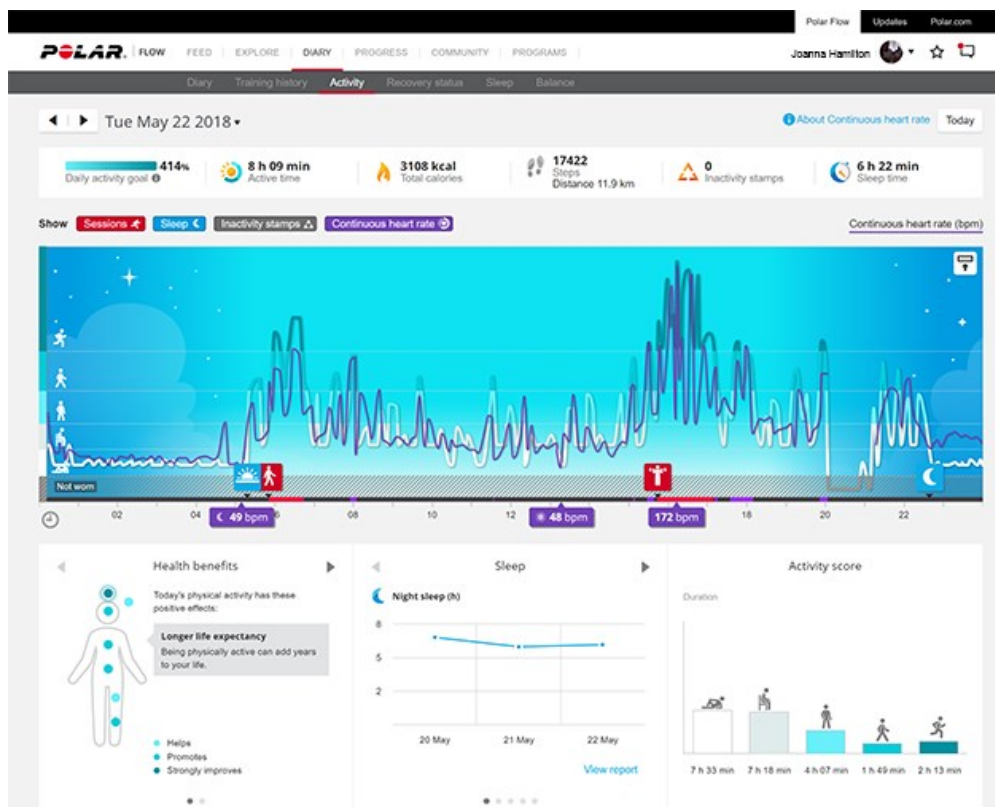 Polar Flow Updates Polar.com
POLAR. FLOW FEED EXPLORE DIARY PROGRESS COMMUNITY PROGRAMS Joanna Hamilton
Diary Training history Activity Recovery status Sleep Balance
Tue May 22 2018 About Continuous heart rate Today
414% 8 h 09 min 3108 kcal 17422 0 6 h 22 min
Daily activity goal Active time Total calories Steps Inactivity stamps Sleep time
Distance 11.9 km
Show Sessions Sleep Inactivity stamps Continuous heart rate Continuous heart rate (bpm)
Not worn
02 04 6 08 10 12 18 20 22
49 bpm 48 bpm 172 bpm
Health benefits
Today's physical activity has these
positive effects:
Longer life expectancy
Being physically active can add years
to your life.
Helps
Promotes
Strongly improves
Sleep
Night sleep (h)
8
5
2
20 May 21 May 22 May
View report
Activity score
Duration
7 h 33 min 7 h 18 min 4 h 07 min 1 h 49 min 2 h 13 min